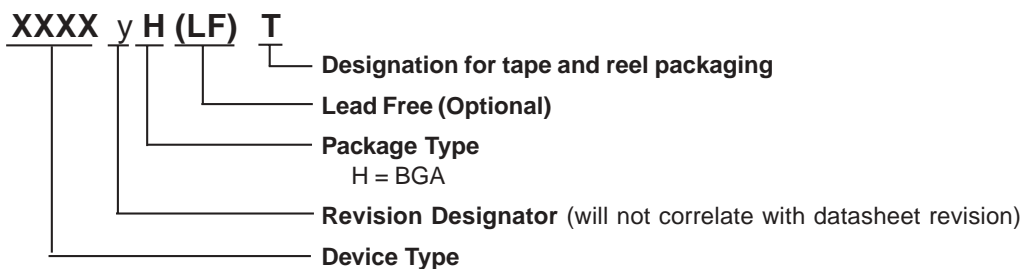 XXXX y H (LF) T
Designation for tape and reel packaging
Lead Free (Optional)
Package Type
H = BGA
Revision Designator (will not correlate with datasheet revision)
Device Type